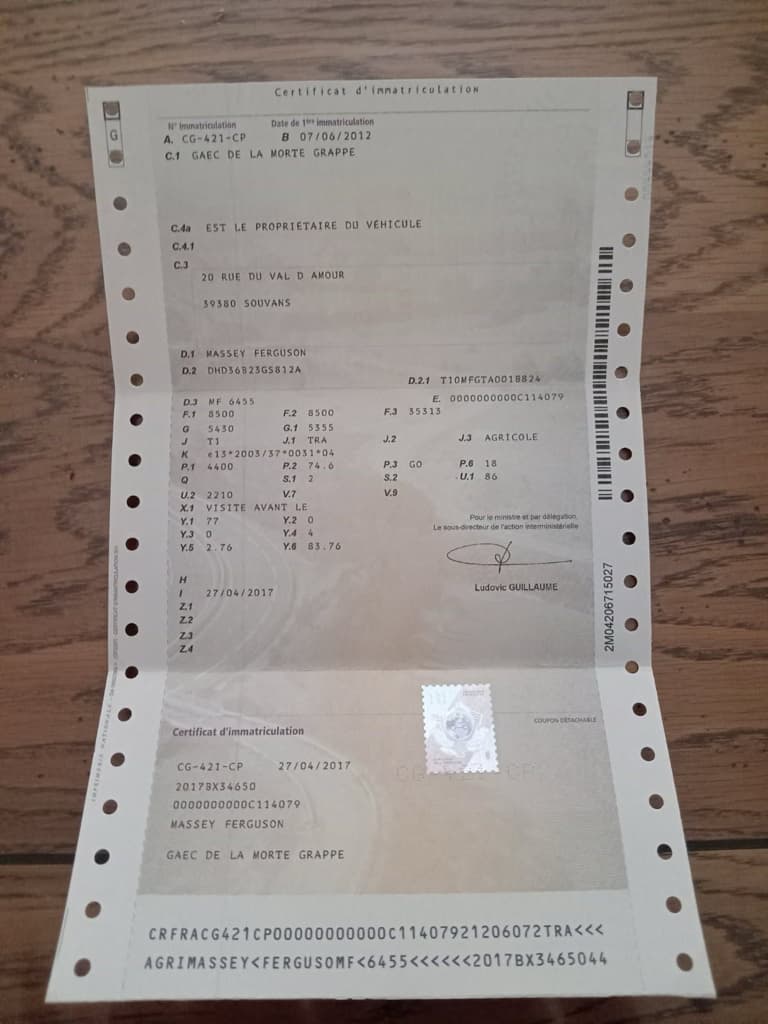 Certificat d'immatriculation
G
N° Immatriculation Date de 1ère immatriculation
A. CG-421-CP B 07/06/2012
C.1 GAEC DE LA MORTE GRAPPE
C.4a EST LE PROPRIÉTAIRE DU VÉHICULE
C.4.1
C.3
20 RUE DU VAL D AMOUR
39380 SOUVANS
D.1 MASSEY FERGUSON
D.2 DHD36B23GS812A
D.2.1 T10MFGTA001B824
D.3 MF 6455 E. 0000000000C114079
F.1 8500 F.2 8500 F.3 35313
G 5430 G.1 5355
J T1 J.1 TRA J.2 J.3 AGRICOLE
K e13*2003/37*0031*04
P.1 4400 P.2 74.6 P.3 GO P.6 18
Q S.1 2 S.2 U.1 86
U.2 2210 V.7 V.9
X.1 VISITE AVANT LE
Y.1 77 Y.2 0
Y.3 0 Y.4 4
Y.5 2.76 Y.6 83.76
Pour le ministre et par délégation,
Le sous-directeur de l'action interministérielle
Ludovic GUILLAUME
H
I 27/04/2017
Z.1
Z.2
Z.3
Z.4
2M04206715027
COUPON DÉTACHABLE
Certificat d'immatriculation
CG-421-CP 27/04/2017
2017BX34650
0000000000C114079
MASSEY FERGUSON
GAEC DE LA MORTE GRAPPE
CRFRACG421CP0000000000C11407921206072TRA<<<
AGRIMASSEY<FERGUSOMF<6455<<<<<<2017BX3465044